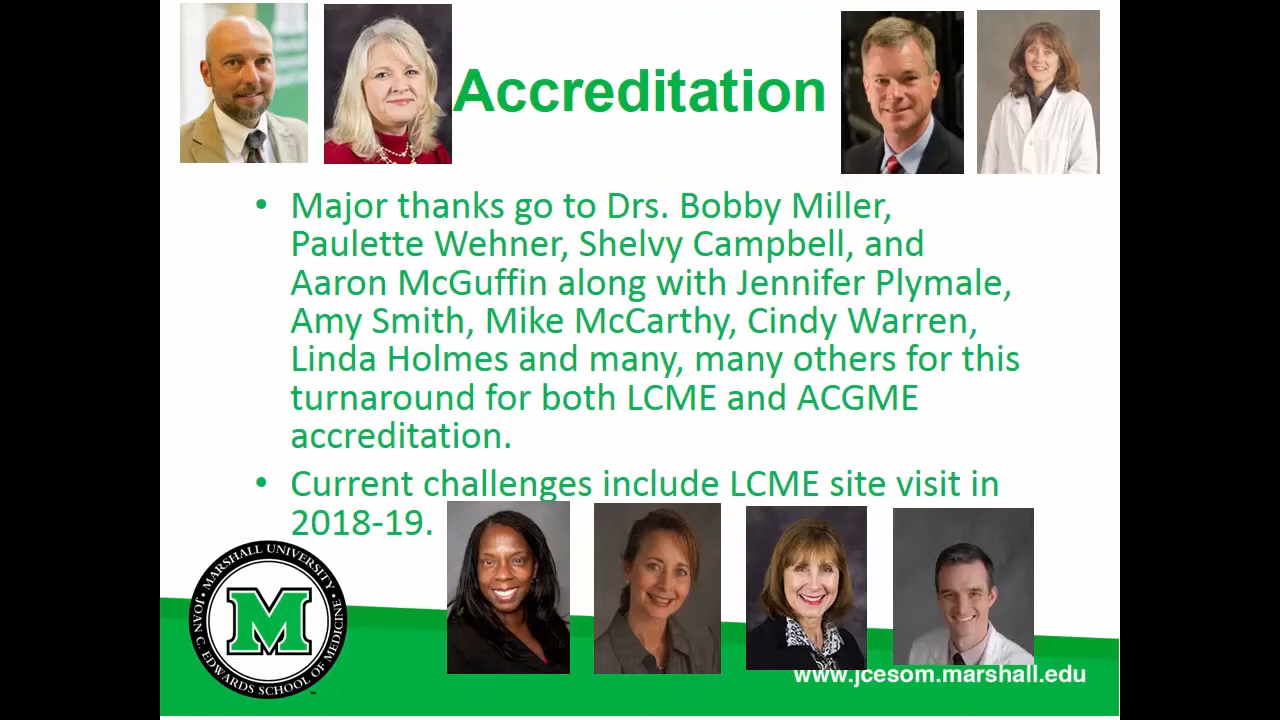 Accreditation
• Major thanks go to Drs. Bobby Miller,
Paulette Wehner, Shelvy Campbell, and
Aaron McGuffin along with Jennifer Plymale,
Amy Smith, Mike McCarthy, Cindy Warren,
Linda Holmes and many, many others for this
turnaround for both LCME and ACGME
accreditation.
• Current challenges include LCME site visit in
2018-19.
MARSHALL UNIVERSITY
M
JOAN C. EDWARDS SCHOOL OF MEDICINE
™
www.jcesom.marshall.edu